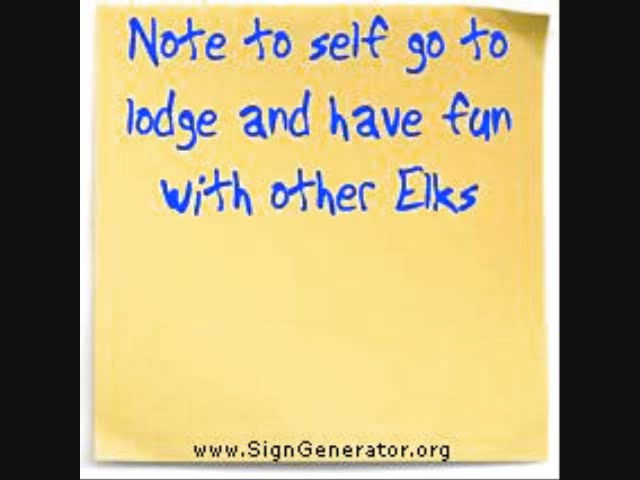 Note to self go to
lodge and have fun
with other Elks
www.SignGenerator.org